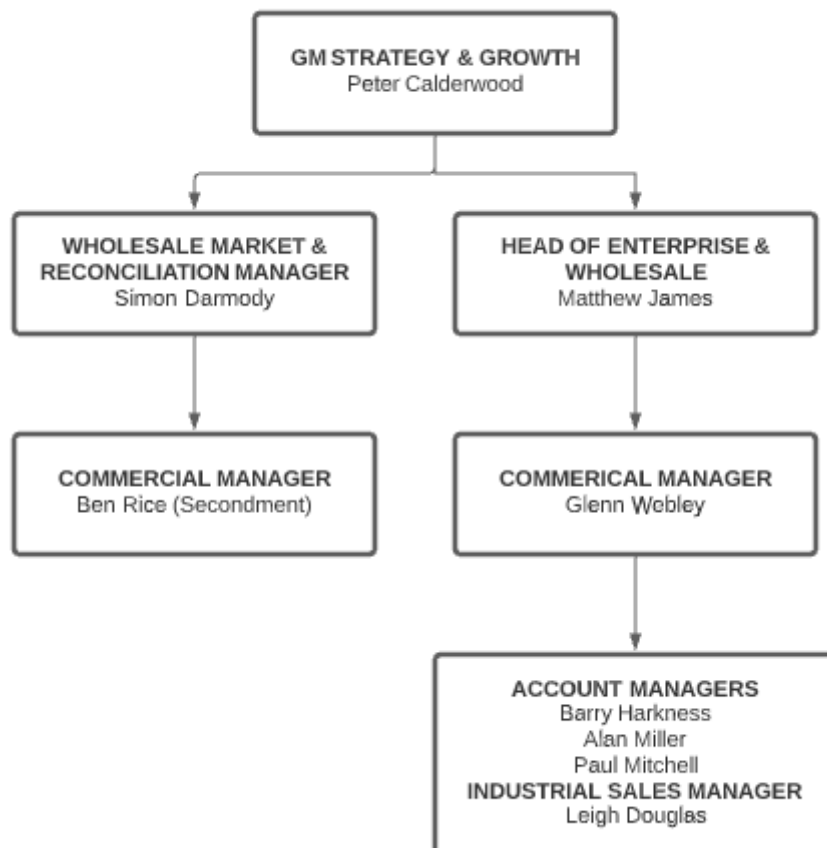 GM STRATEGY & GROWTH
Peter Calderwood
WHOLESALE MARKET &
RECONCILIATION MANAGER
Simon Darmody
HEAD OF ENTERPRISE &
WHOLESALE
Matthew James
COMMERCIAL MANAGER
Ben Rice (Secondment)
COMMERICAL MANAGER
Glenn Webley
ACCOUNT MANAGERS
Barry Harkness
Alan Miller
Paul Mitchell
INDUSTRIAL SALES MANAGER
Leigh Douglas